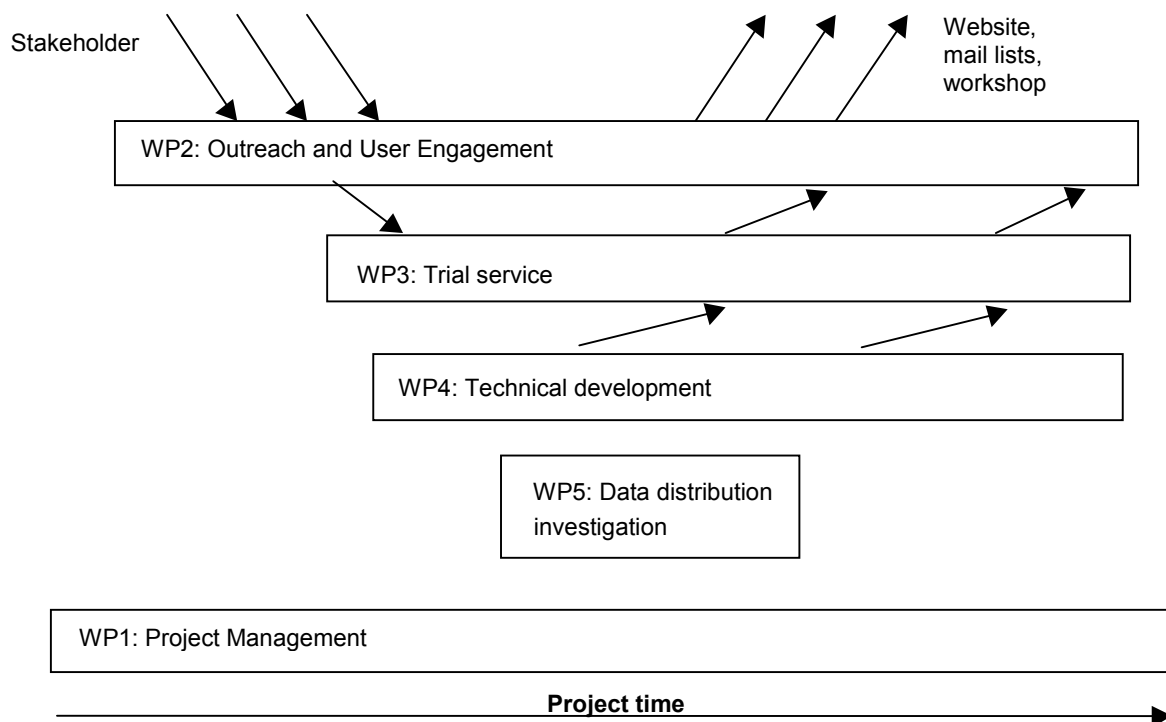 Stakeholder
Website,
mail lists,
workshop
WP2: Outreach and User Engagement
WP3: Trial service
WP4: Technical development
WP5: Data distribution
investigation
WP1: Project Management
Project time